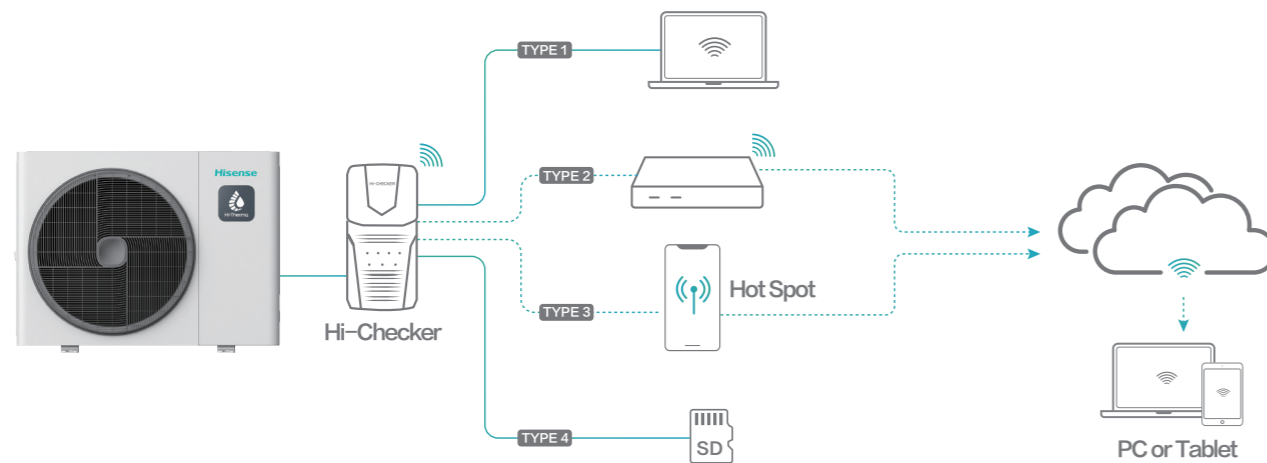 TYPE 1
Hisense
Hi-Therma
HI-CHECKER
TYPE 2
Hi-Checker
TYPE 3
Hot Spot
TYPE 4
SD
PC or Tablet